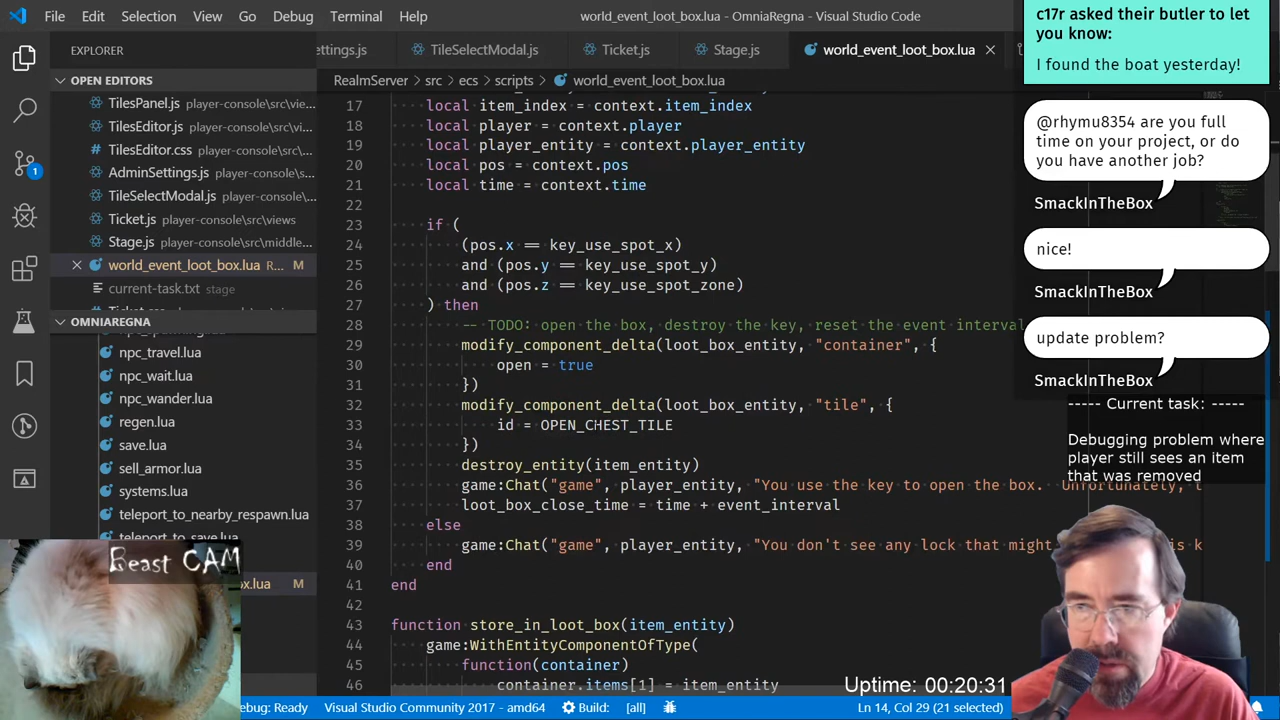 File Edit Selection View Go Debug Terminal Help
world_event_loot_box.lua - OmniaRegna - Visual Studio Code
EXPLORER
OPEN EDITORS
TilesPanel.js player-console\src\vie...
TilesEditor.js player-console\src\vi...
TilesEditor.css player-console\src\...
AdminSettings.js player-console\s...
TileSelectModal.js player-console\...
Ticket.js player-console\src\views
Stage.js player-console\src\middle...
world_event_loot_box.lua R... M
current-task.txt stage
OMNIAREGNA
npc_travel.lua
npc_wait.lua
npc_wander.lua
regen.lua
save.lua
sell_armor.lua
systems.lua
teleport_to_nearby_respawn.lua
teleport_to_save.lua
box.lua M
1
Beast CAM
ettings.js TileSelectModal.js Ticket.js Stage.js world_event_loot_box.lua
RealmServer > src > ecs > scripts > world_event_loot_box.lua
17 local item_index = context.item_index
18 local player = context.player
19 local player_entity = context.player_entity
20 local pos = context.pos
21 local time = context.time
22
23 if (
24 (pos.x == key_use_spot_x)
25 and (pos.y == key_use_spot_y)
26 and (pos.z == key_use_spot_zone)
27 ) then
28 -- TODO: open the box, destroy the key, reset the event interval
29 modify_component_delta(loot_box_entity, "container", {
30 open = true
31 })
32 modify_component_delta(loot_box_entity, "tile", {
33 id = OPEN_CHEST_TILE
34 })
35 destroy_entity(item_entity)
36 game:Chat("game", player_entity, "You use the key to open the box. Unfortunately, t
37 loot_box_close_time = time + event_interval
38 else
39 game:Chat("game", player_entity, "You don't see any lock that might is k
40 end
41 end
42
43 function store_in_loot_box(item_entity)
44 game:WithEntityComponentOfType(
45 function(container)
46 container.items[1] = item_entity
c17r asked their butler to let
you know:
I found the boat yesterday!
@rhymu8354 are you full
time on your project, or do
you have another job?
SmackInTheBox
nice!
SmackInTheBox
update problem?
SmackInTheBox
----- Current task: -----
Debugging problem where
player still sees an item
that was removed
Uptime: 00:20:31
ebug: Ready Visual Studio Community 2017 - amd64 Build: [all] Ln 14, Col 29 (21 selected)